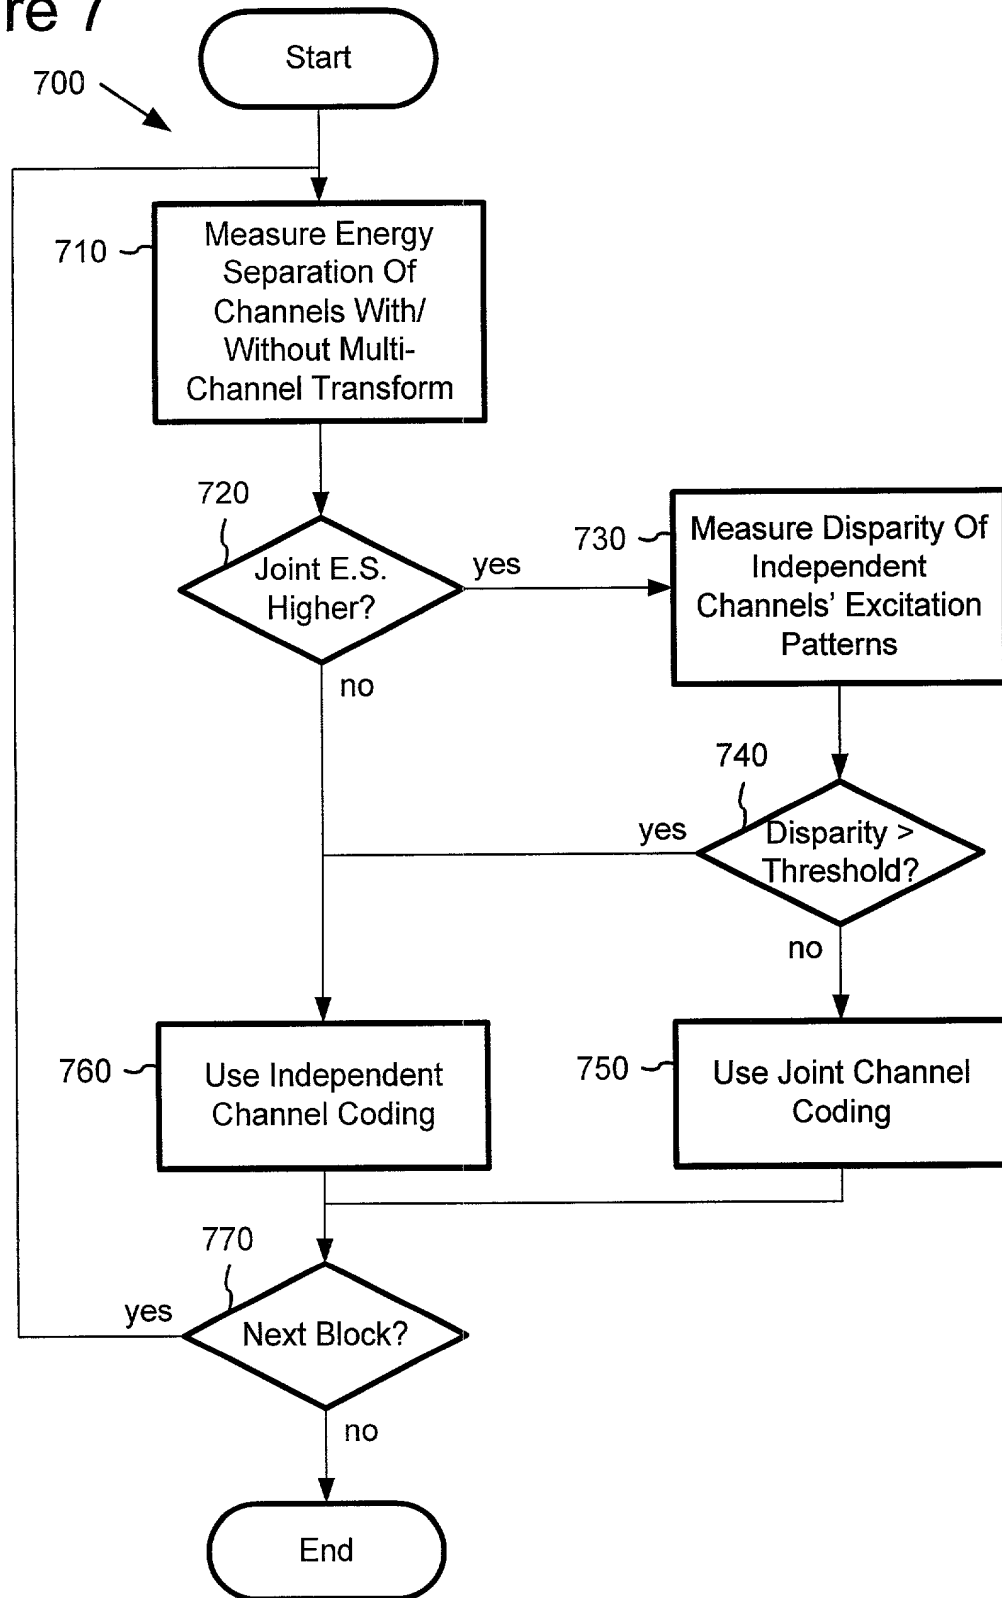 re 7
Start
700
710
Measure Energy
Separation Of
Channels With/
Without Multi-
Channel Transform
720
Joint E.S.
Higher?
yes
no
730
Measure Disparity Of
Independent
Channels' Excitation
Patterns
740
Disparity >
Threshold?
yes
no
760
Use Independent
Channel Coding
750
Use Joint Channel
Coding
770
Next Block?
yes
no
End